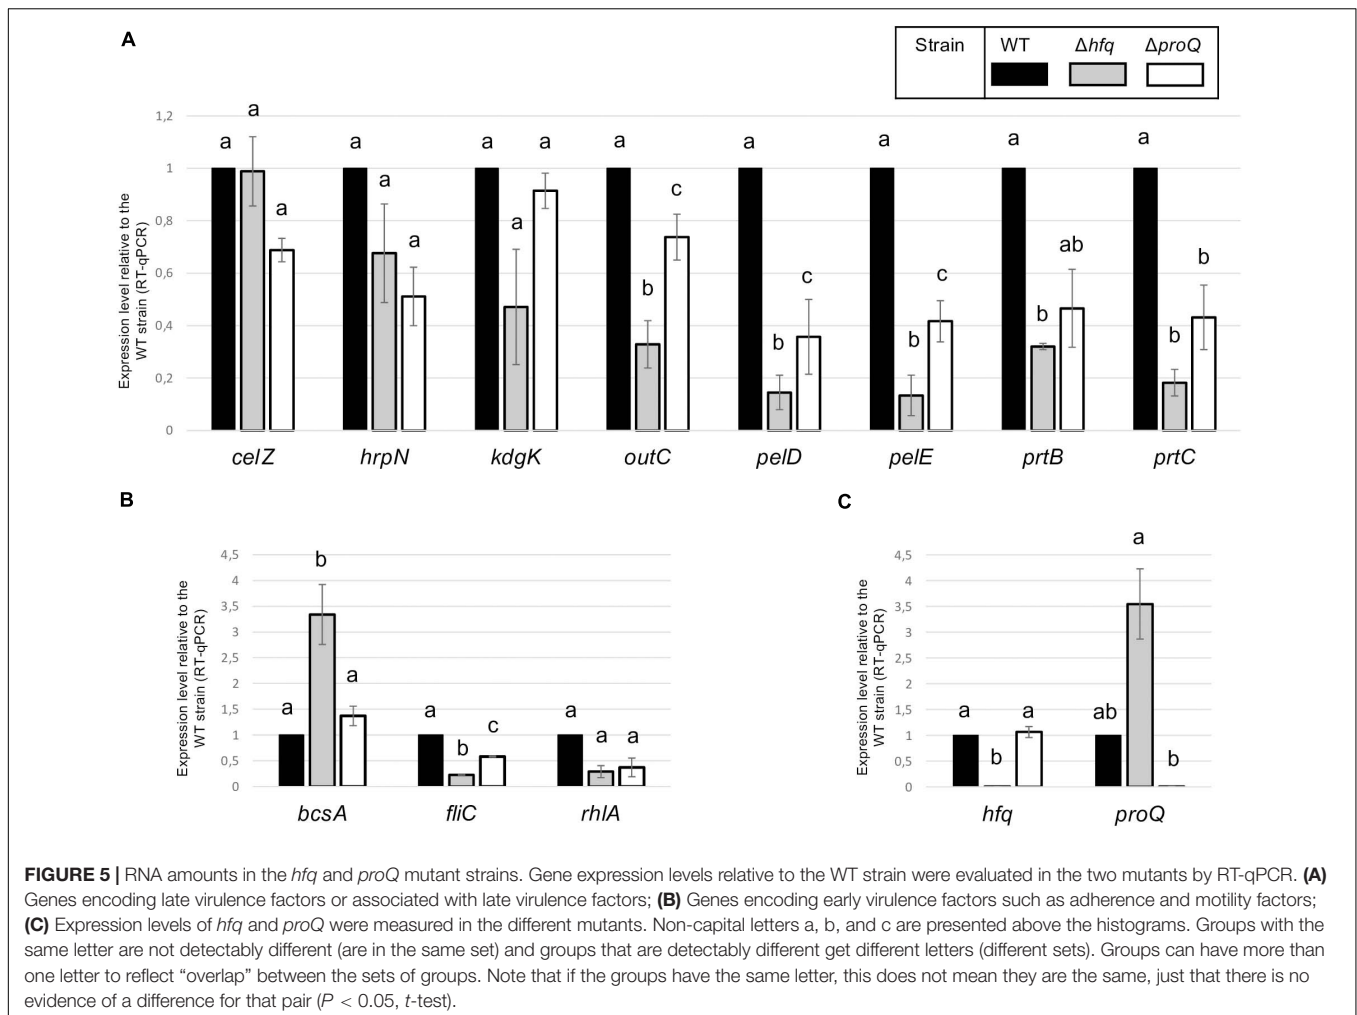 A
Strain WT Δhfq ΔproQ
Expression level relative to the
WT strain (RT-qPCR)
1,2
1
0,8
0,6
0,4
0,2
0
a a a
a a a
a a a
a b c
a b c
a b c
a b ab
a b b
celZ hrpN kdgK outC pelD pelE prtB prtC
B
Expression level relative to the
WT strain (RT-qPCR)
4,5
4
3,5
3
2,5
2
1,5
1
0,5
0
a b a
a b c
a a a
bcsA fliC rhlA
C
Expression level relative to the
WT strain (RT-qPCR)
4,5
4
3,5
3
2,5
2
1,5
1
0,5
0
a b a
ab a b
hfq proQ
FIGURE 5 | RNA amounts in the hfq and proQ mutant strains. Gene expression levels relative to the WT strain were evaluated in the two mutants by RT-qPCR. (A)
Genes encoding late virulence factors or associated with late virulence factors; (B) Genes encoding early virulence factors such as adherence and motility factors;
(C) Expression levels of hfq and proQ were measured in the different mutants. Non-capital letters a, b, and c are presented above the histograms. Groups with the
same letter are not detectably different (are in the same set) and groups that are detectably different get different letters (different sets). Groups can have more than
one letter to reflect “overlap” between the sets of groups. Note that if the groups have the same letter, this does not mean they are the same, just that there is no
evidence of a difference for that pair (P < 0.05, t-test).